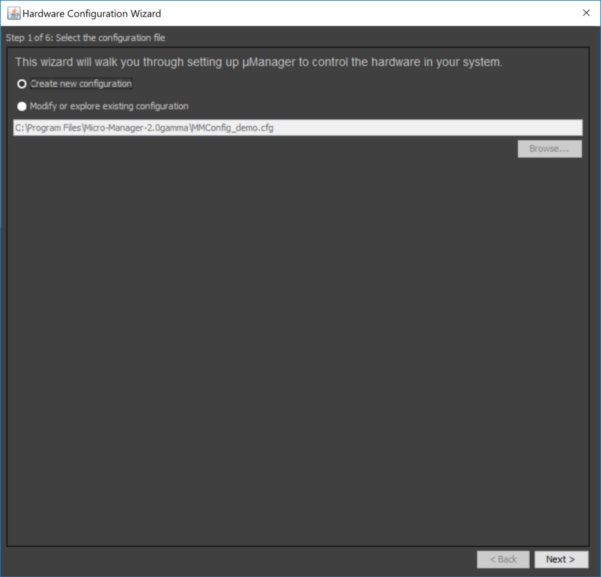 Hardware Configuration Wizard
Step 1 of 6: Select the configuration file
This wizard will walk you through setting up µManager to control the hardware in your system.
Create new configuration
Modify or explore existing configuration
C:\Program Files\Micro-Manager-2.0gamma\MMConfig_demo.cfg
Browse...
< Back
Next >